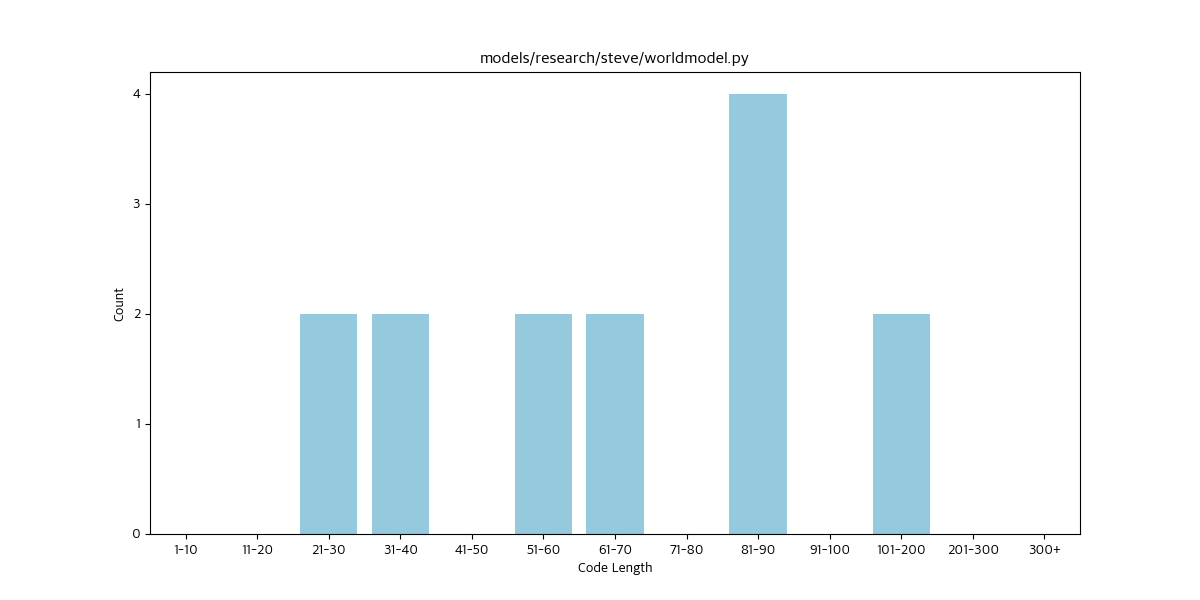 models/research/steve/worldmodel.py
4
3
2
1
0
Count
1-10 11-20 21-30 31-40 41-50 51-60 61-70 71-80 81-90 91-100 101-200 201-300 300+
Code Length